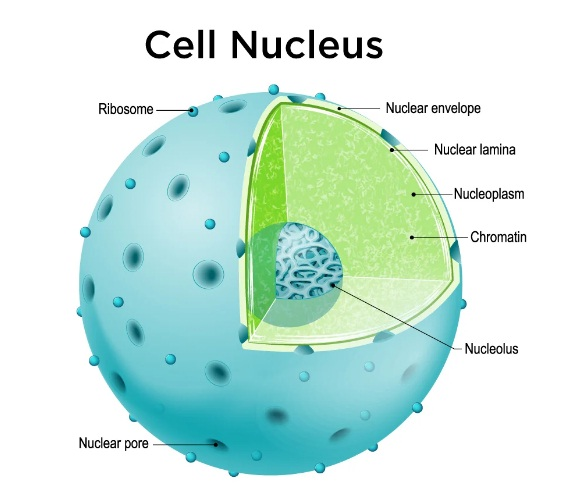 Cell Nucleus
Ribosome
Nuclear envelope
Nuclear lamina
Nucleoplasm
Chromatin
Nucleolus
Nuclear pore